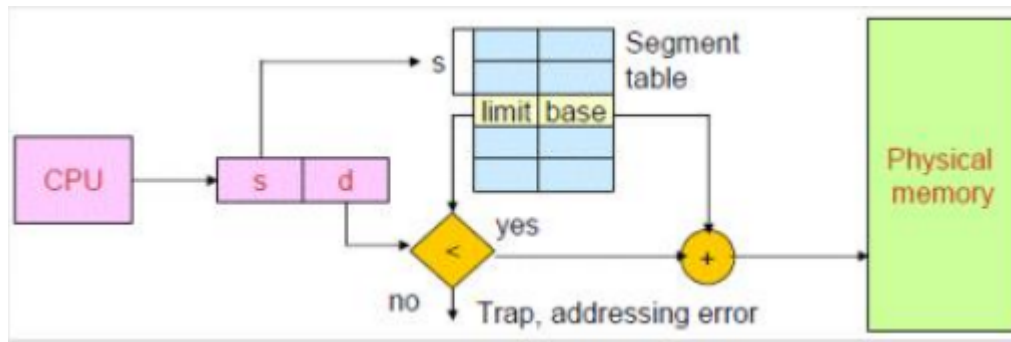 s
Segment
table
limit base
CPU
s d
Physical
memory
<
yes
+
no
Trap, addressing error